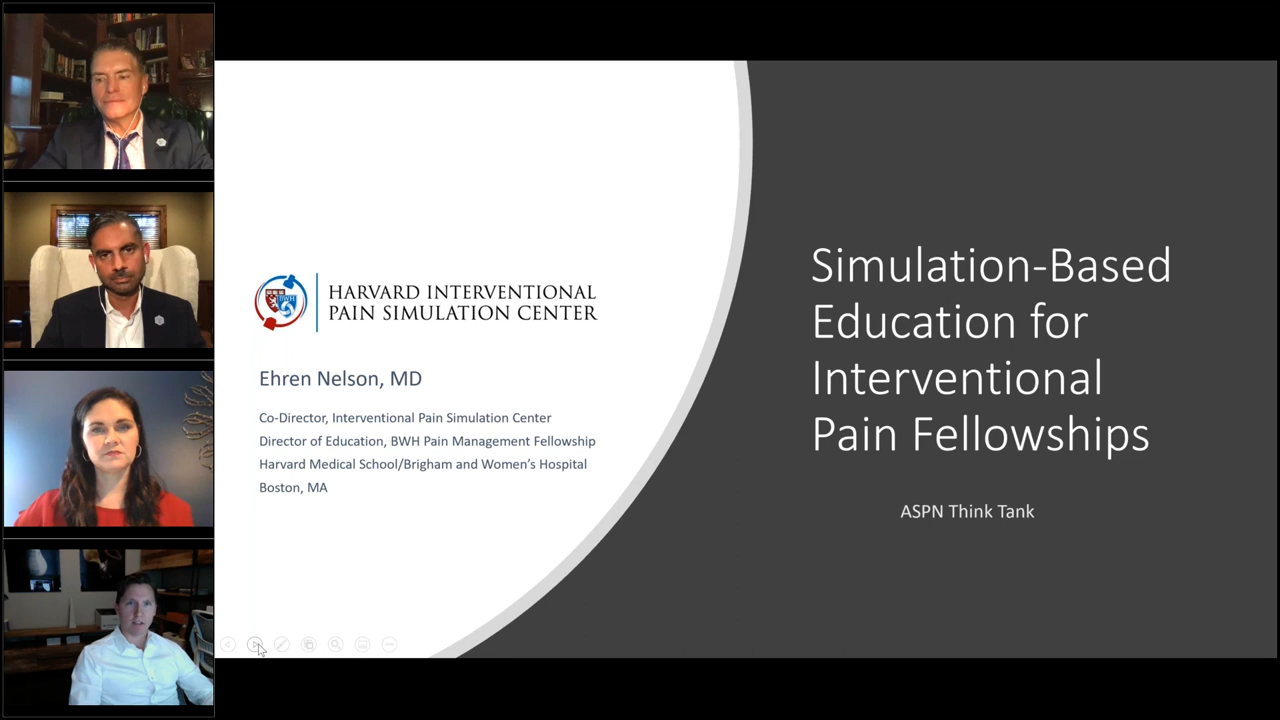 BWH
HARVARD INTERVENTIONAL
PAIN SIMULATION CENTER
Ehren Nelson, MD
Co-Director, Interventional Pain Simulation Center
Director of Education, BWH Pain Management Fellowship
Harvard Medical School/Brigham and Women's Hospital
Boston, MA
Simulation-Based
Education for
Interventional
Pain Fellowships
ASPN Think Tank